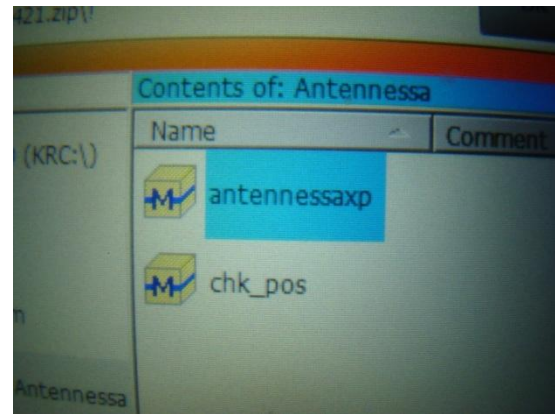 421.zip\!
Contents of: Antennessa
Name
Comment
(KRC:\)
antennessaxp
chk_pos
Antennessa